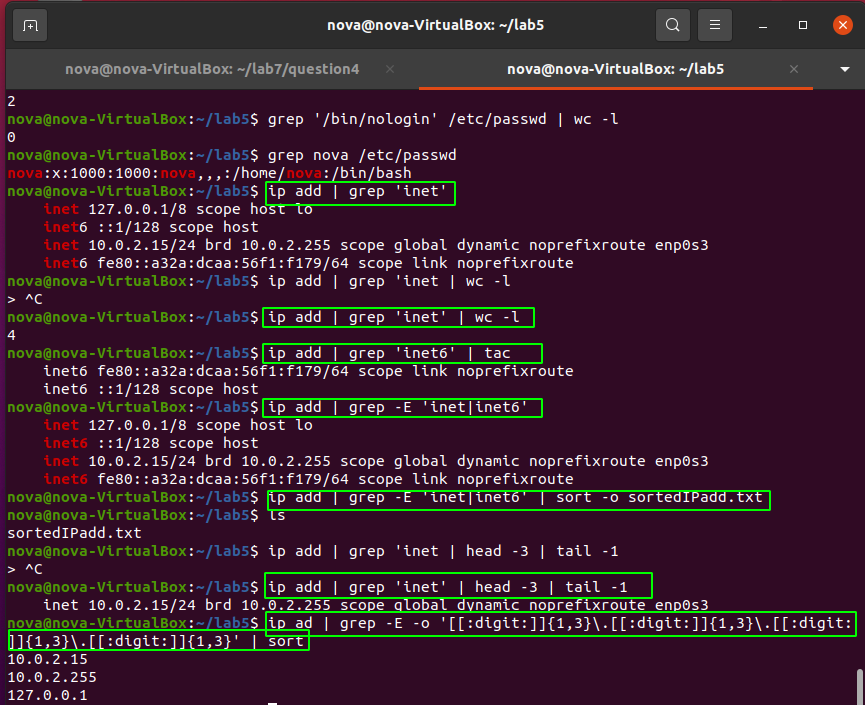 nova@nova-VirtualBox: ~/lab5
nova@nova-VirtualBox: ~/lab7/question4
nova@nova-VirtualBox: ~/lab5
2
nova@nova-VirtualBox:~/lab5$ grep '/bin/nologin' /etc/passwd | wc -l
0
nova@nova-VirtualBox:~/lab5$ grep nova /etc/passwd
nova:x:1000:1000:nova,,,:/home/nova:/bin/bash
nova@nova-VirtualBox:~/lab5$ ip add | grep 'inet'
    inet 127.0.0.1/8 scope host lo
    inet6 ::1/128 scope host
    inet 10.0.2.15/24 brd 10.0.2.255 scope global dynamic noprefixroute enp0s3
    inet6 fe80::a32a:dcaa:56f1:f179/64 scope link noprefixroute
nova@nova-VirtualBox:~/lab5$ ip add | grep 'inet | wc -l
> ^C
nova@nova-VirtualBox:~/lab5$ ip add | grep 'inet' | wc -l
4
nova@nova-VirtualBox:~/lab5$ ip add | grep 'inet6' | tac
    inet6 fe80::a32a:dcaa:56f1:f179/64 scope link noprefixroute
    inet6 ::1/128 scope host
nova@nova-VirtualBox:~/lab5$ ip add | grep -E 'inet|inet6'
    inet 127.0.0.1/8 scope host lo
    inet6 ::1/128 scope host
    inet 10.0.2.15/24 brd 10.0.2.255 scope global dynamic noprefixroute enp0s3
    inet6 fe80::a32a:dcaa:56f1:f179/64 scope link noprefixroute
nova@nova-VirtualBox:~/lab5$ ip add | grep -E 'inet|inet6' | sort -o sortedIPadd.txt
nova@nova-VirtualBox:~/lab5$ ls
sortedIPadd.txt
nova@nova-VirtualBox:~/lab5$ ip add | grep 'inet | head -3 | tail -1
> ^C
nova@nova-VirtualBox:~/lab5$ ip add | grep 'inet' | head -3 | tail -1
    inet 10.0.2.15/24 brd 10.0.2.255 scope global dynamic noprefixroute enp0s3
nova@nova-VirtualBox:~/lab5$ ip ad | grep -E -o '[[:digit:]]{1,3}\.[[:digit:]]{1,3}\.[[:digit:
]]{1,3}\.[[:digit:]]{1,3}' | sort
10.0.2.15
10.0.2.255
127.0.0.1